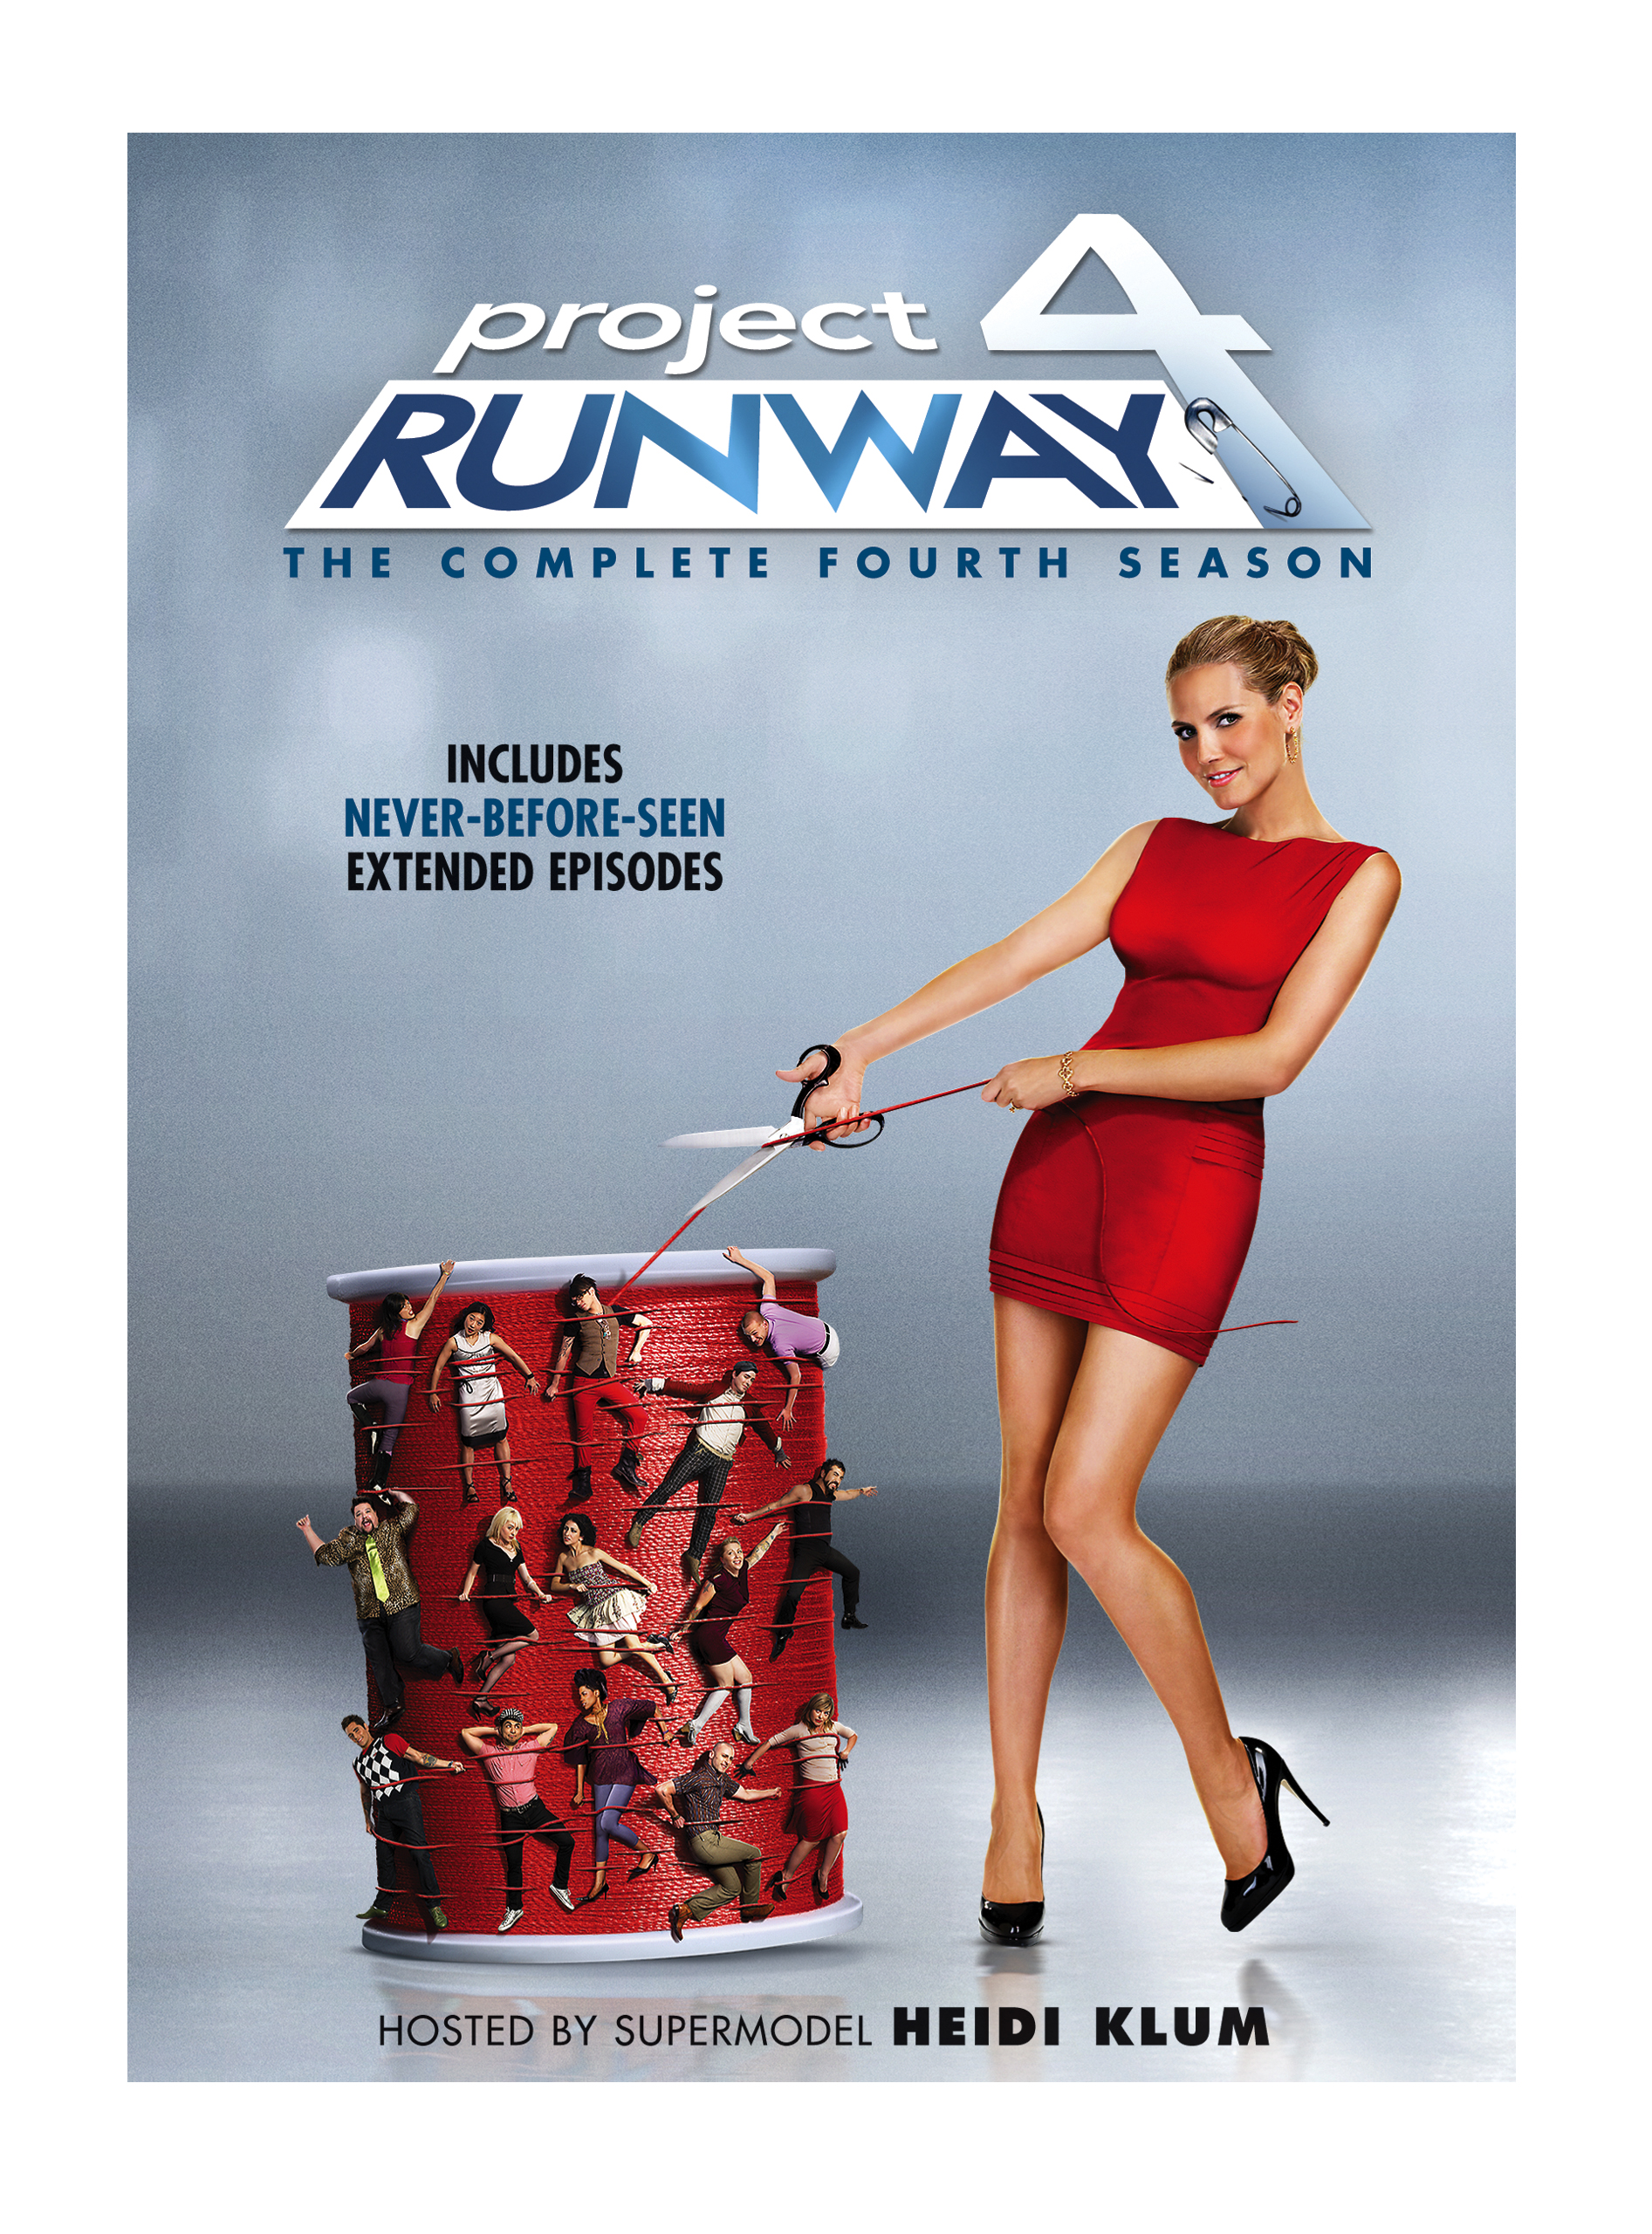 project 4
RUNWAY
THE COMPLETE FOURTH SEASON
INCLUDES
NEVER-BEFORE-SEEN
EXTENDED EPISODES
HOSTED BY SUPERMODEL HEIDI KLUM